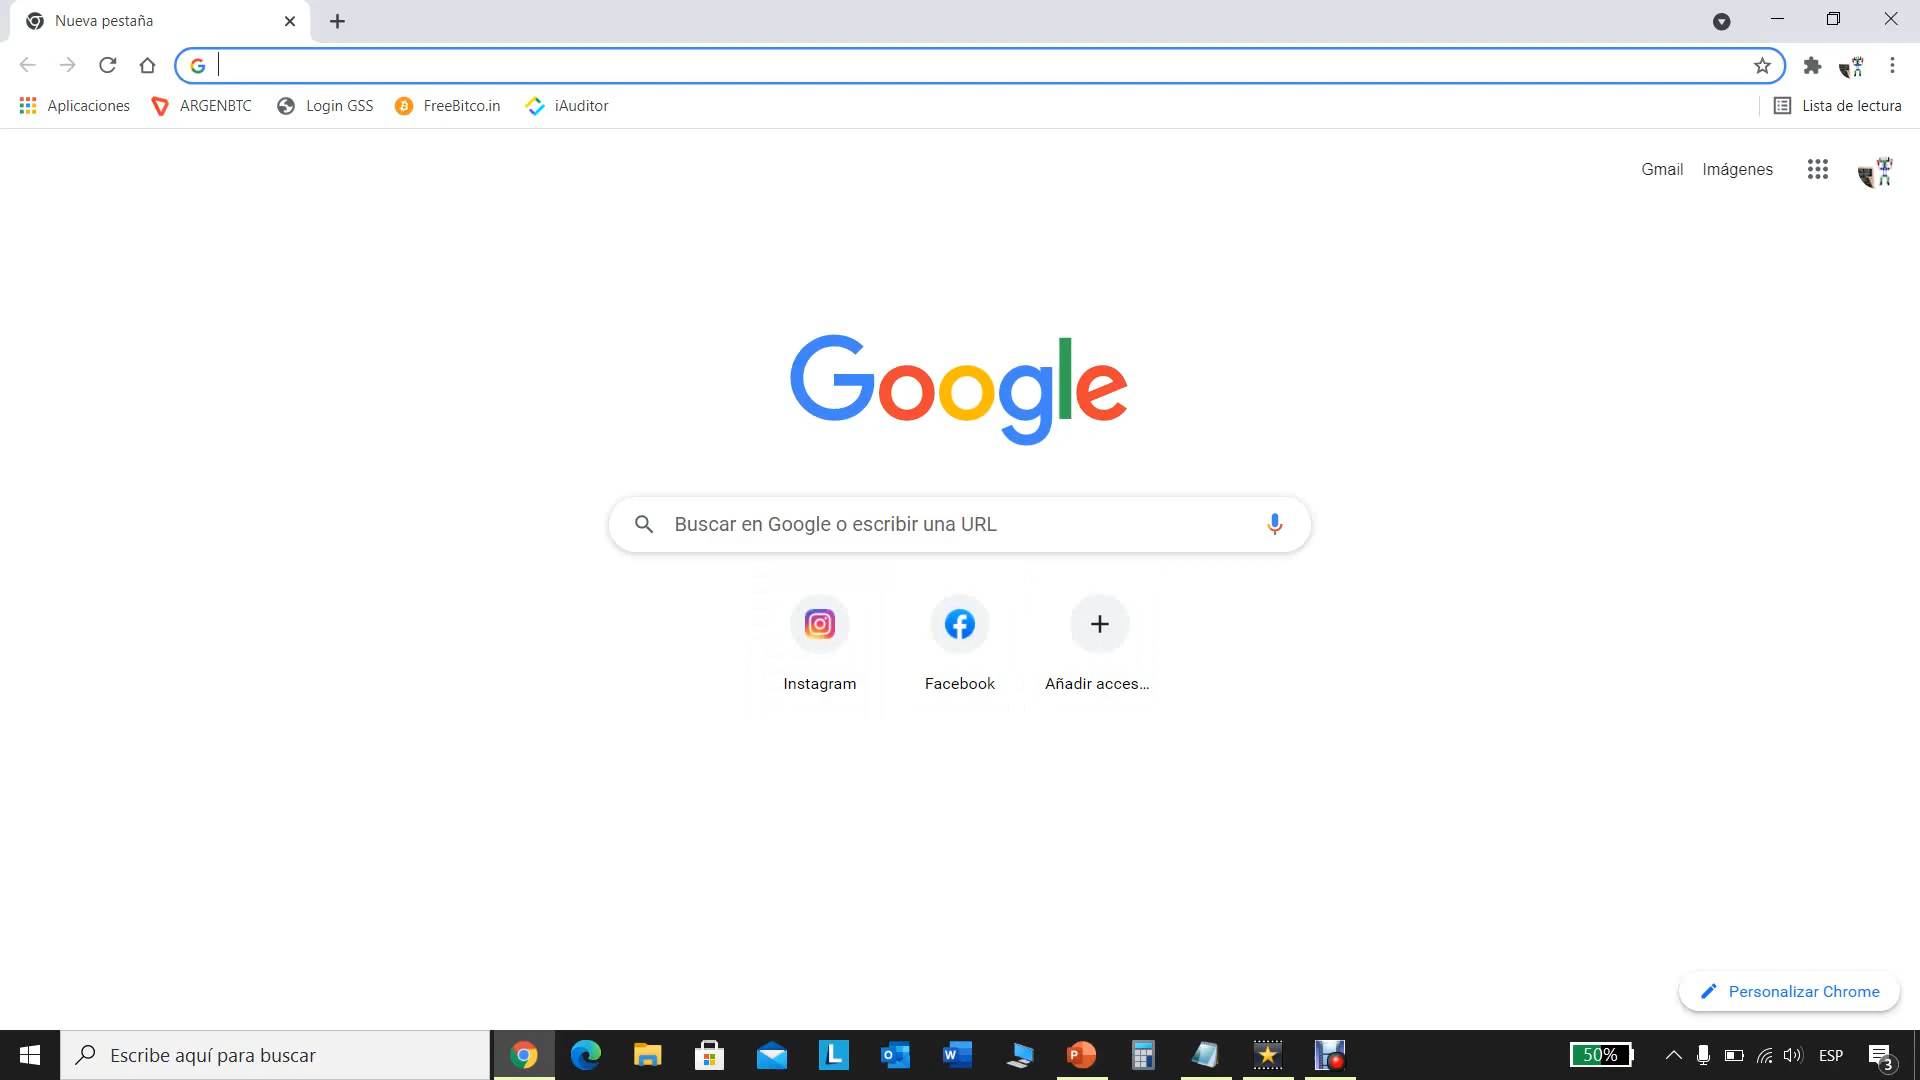 Nueva pestaña
Aplicaciones ARGENBTC Login GSS FreeBitco.in iAuditor Lista de lectura
Gmail Imágenes
Google
Buscar en Google o escribir una URL
Instagram Facebook Añadir acces...
Personalizar Chrome
Escribe aquí para buscar 50% ESP 3